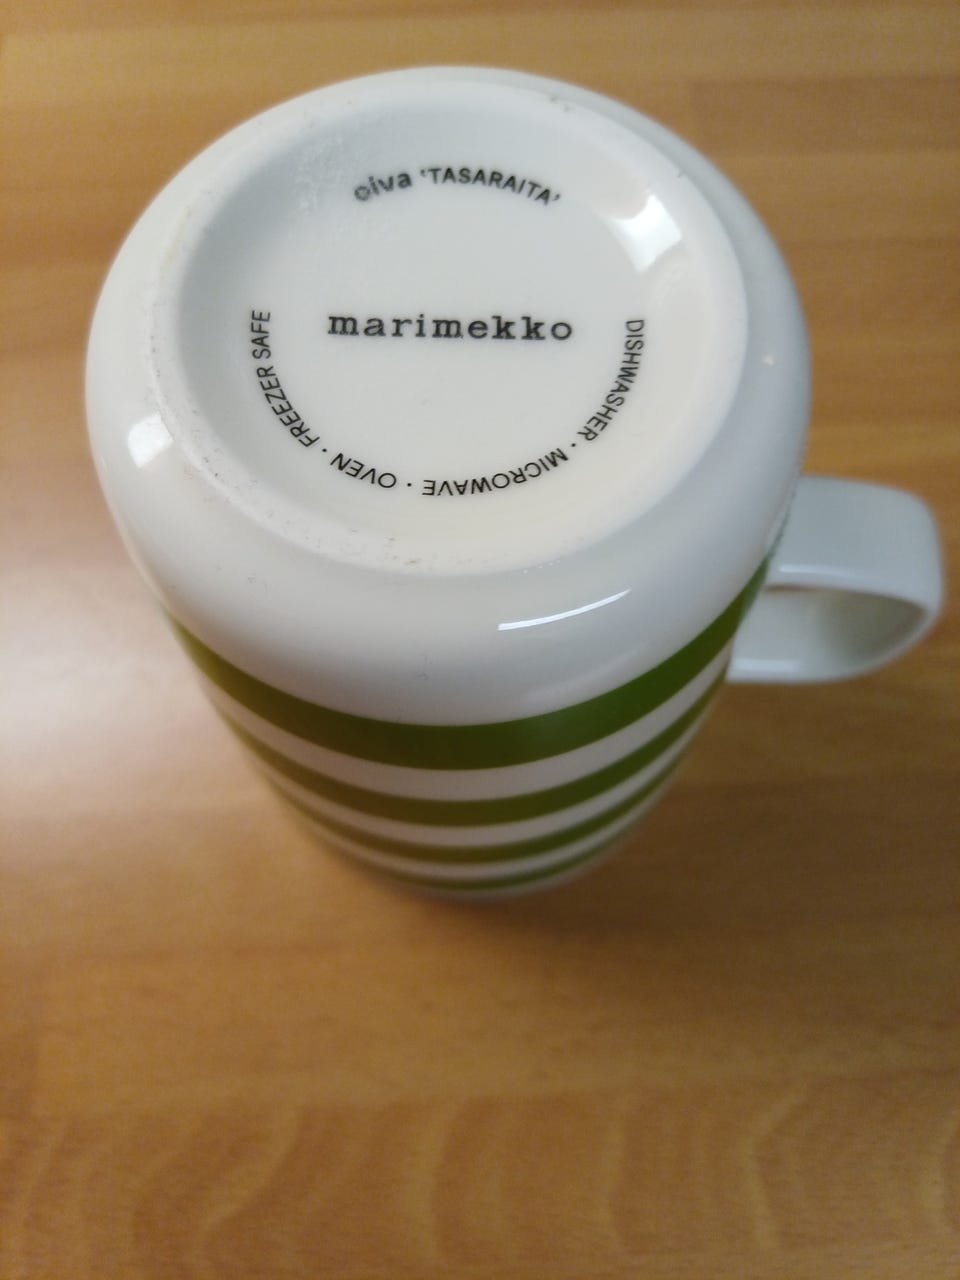 oiva 'TASARAITA'
marimekko
DISHWASHER · MICROWAVE · OVEN · FREEZER SAFE